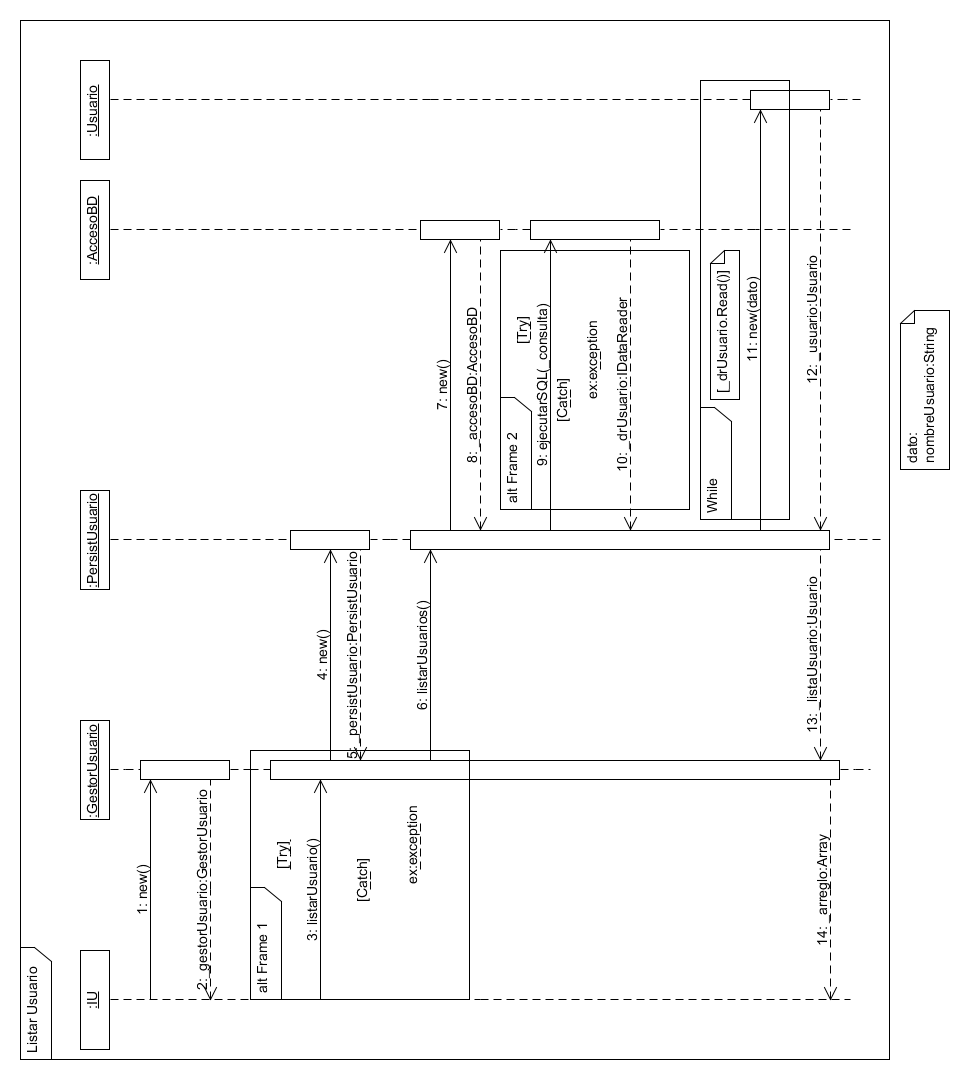 Listar Usuario
:IU
:GestorUsuario
:PersistUsuario
:AccesoBD
:Usuario
1: new()
2: _gestorUsuario:GestorUsuario
alt Frame 1
[Try]
3: listarUsuario()
4: new()
5: _persistUsuario:PersistUsuario
[Catch]
ex:exception
6: listarUsuarios()
7: new()
8: _accesoBD:AccesoBD
alt Frame 2
[Try]
9: ejecutarSQL(_consulta)
[Catch]
ex:exception
10: _drUsuario:IDataReader
While
[_drUsuario.Read()]
11: new(dato)
12: _usuario:Usuario
13: _listaUsuario:Usuario
14: _arreglo:Array
dato:
nombreUsuario:String